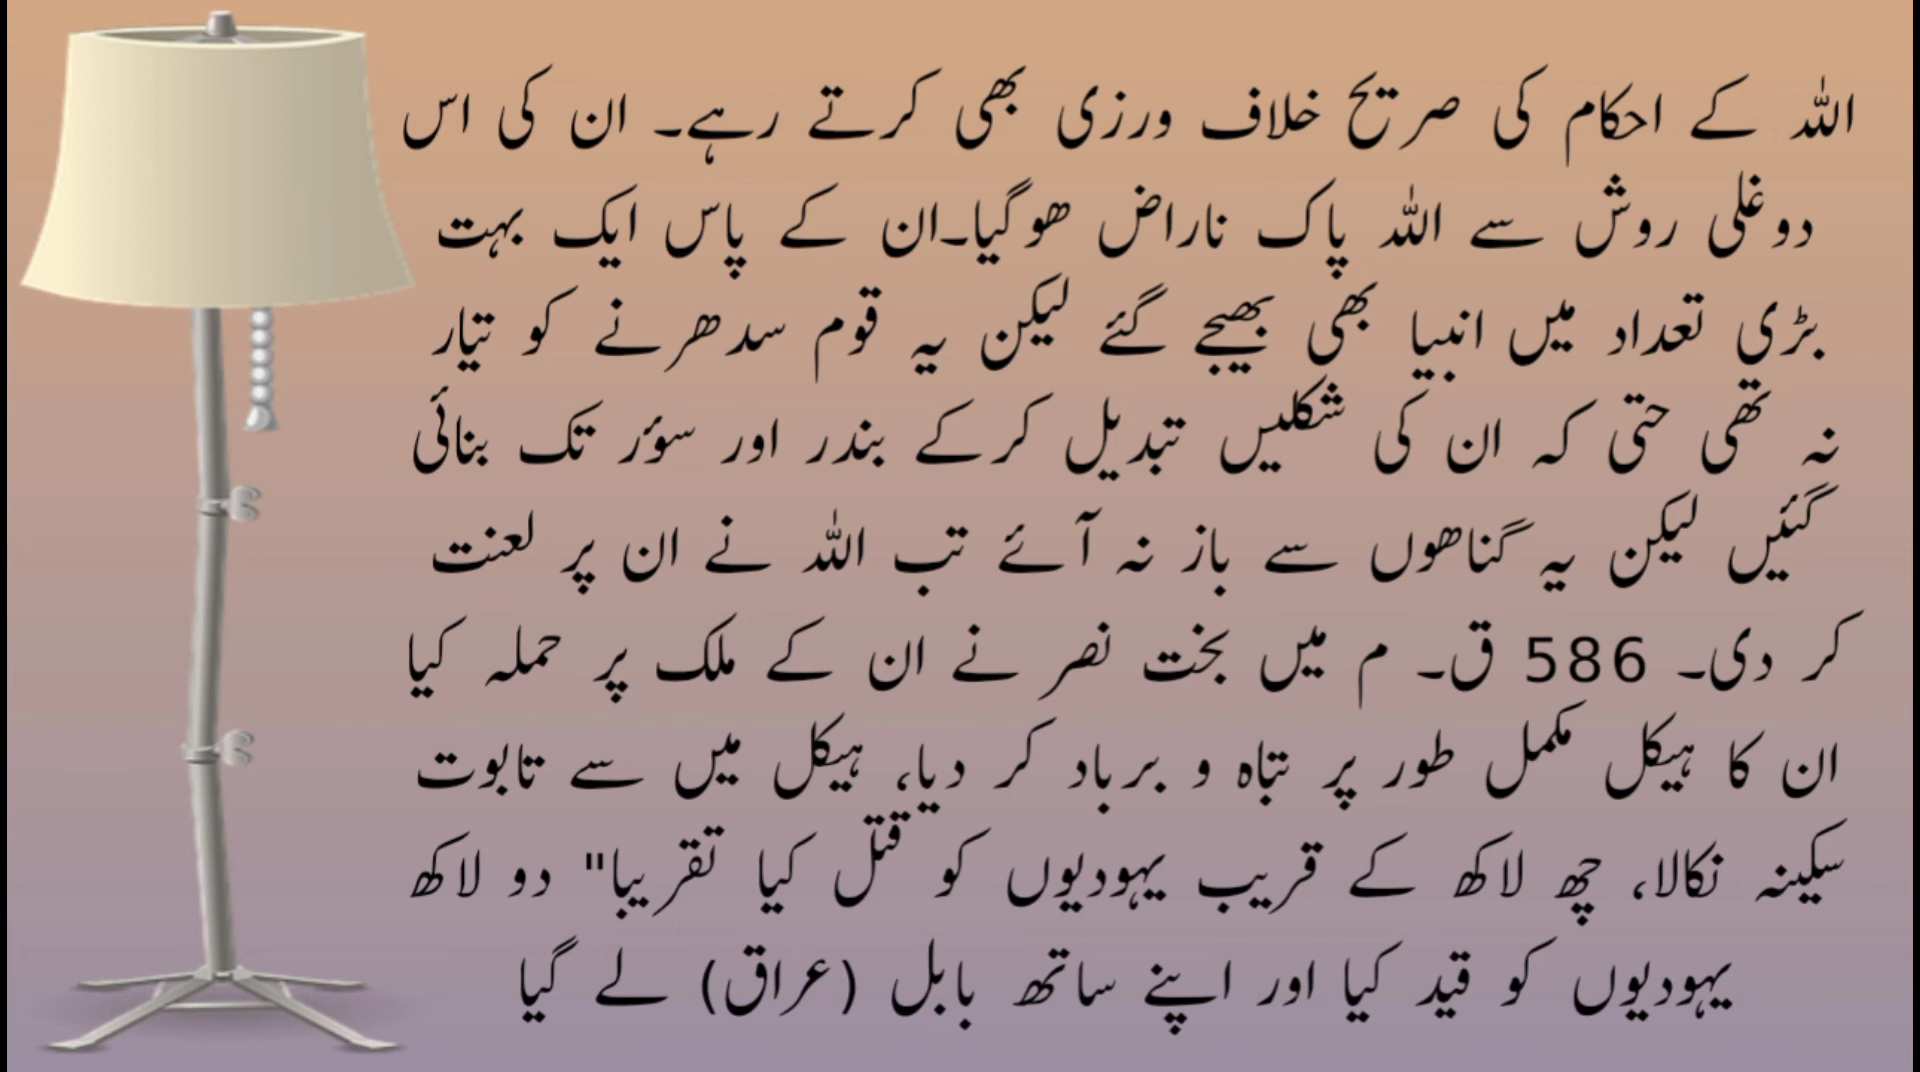 اللہ کے احکام کی صریح خلاف ورزی بھی کرتے رہے۔ ان کی اس
دوغلی روش سے اللہ پاک ناراض ھوگیا۔ان کے پاس ایک بہت
بڑی تعداد میں انبیا بھی بھیجے گئے لیکن یہ قوم سدھرنے کو تیار
نہ تھی حتی کہ ان کی شکلیں تبدیل کرکے بندر اور سؤر تک بنائی
گئیں لیکن یہ گناھوں سے باز نہ آئے تب اللہ نے ان پر لعنت
کر دی۔ 586 ق۔ م میں بخت نصر نے ان کے ملک پر حملہ کیا
ان کا ہیکل مکمل طور پر تباہ و برباد کر دیا، ہیکل میں سے تابوت
سکینہ نکالا، چھ لاکھ کے قریب یہودیوں کو قتل کیا تقریبا" دو لاکھ
یہودیوں کو قید کیا اور اپنے ساتھ بابل (عراق) لے گیا